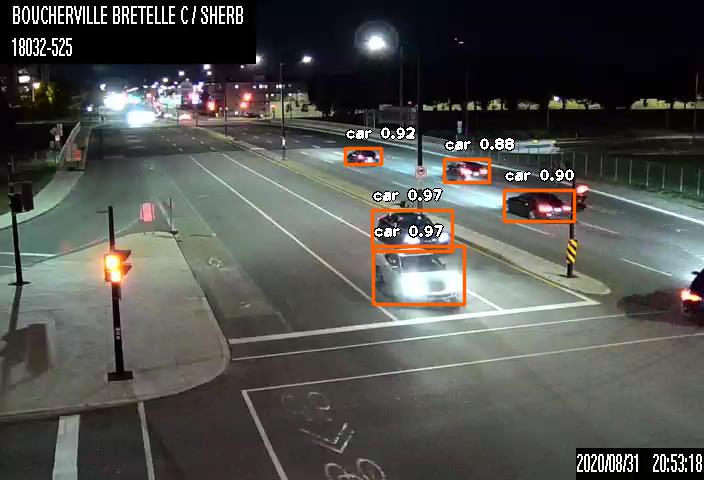 BOUCHERVILLE BRETELLE C / SHERB
18032-525
car 0.92
car 0.88
car 0.90
car 0.97
car 0.97
2020/08/31 20:53:18